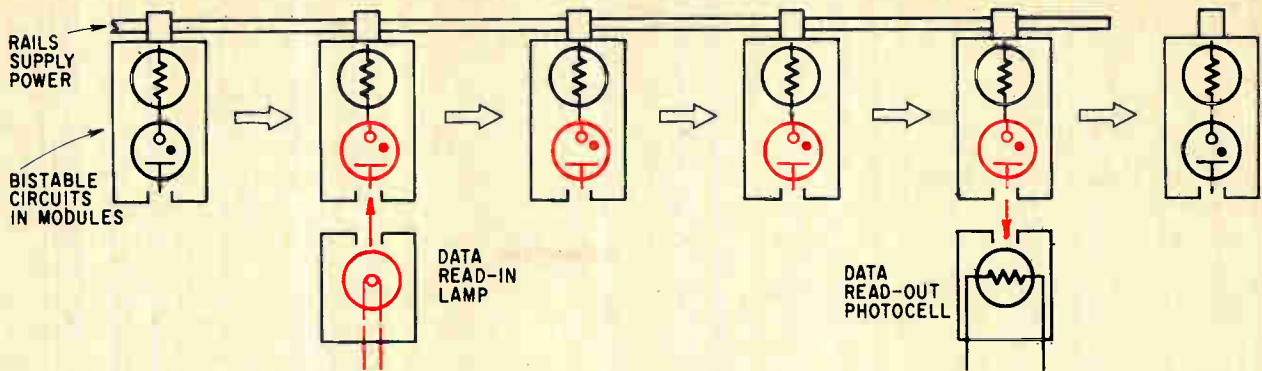 RAILS
SUPPLY
POWER
BISTABLE
CIRCUITS
IN MODULES
DATA
READ-IN
LAMP
DATA
READ-OUT
PHOTOCELL